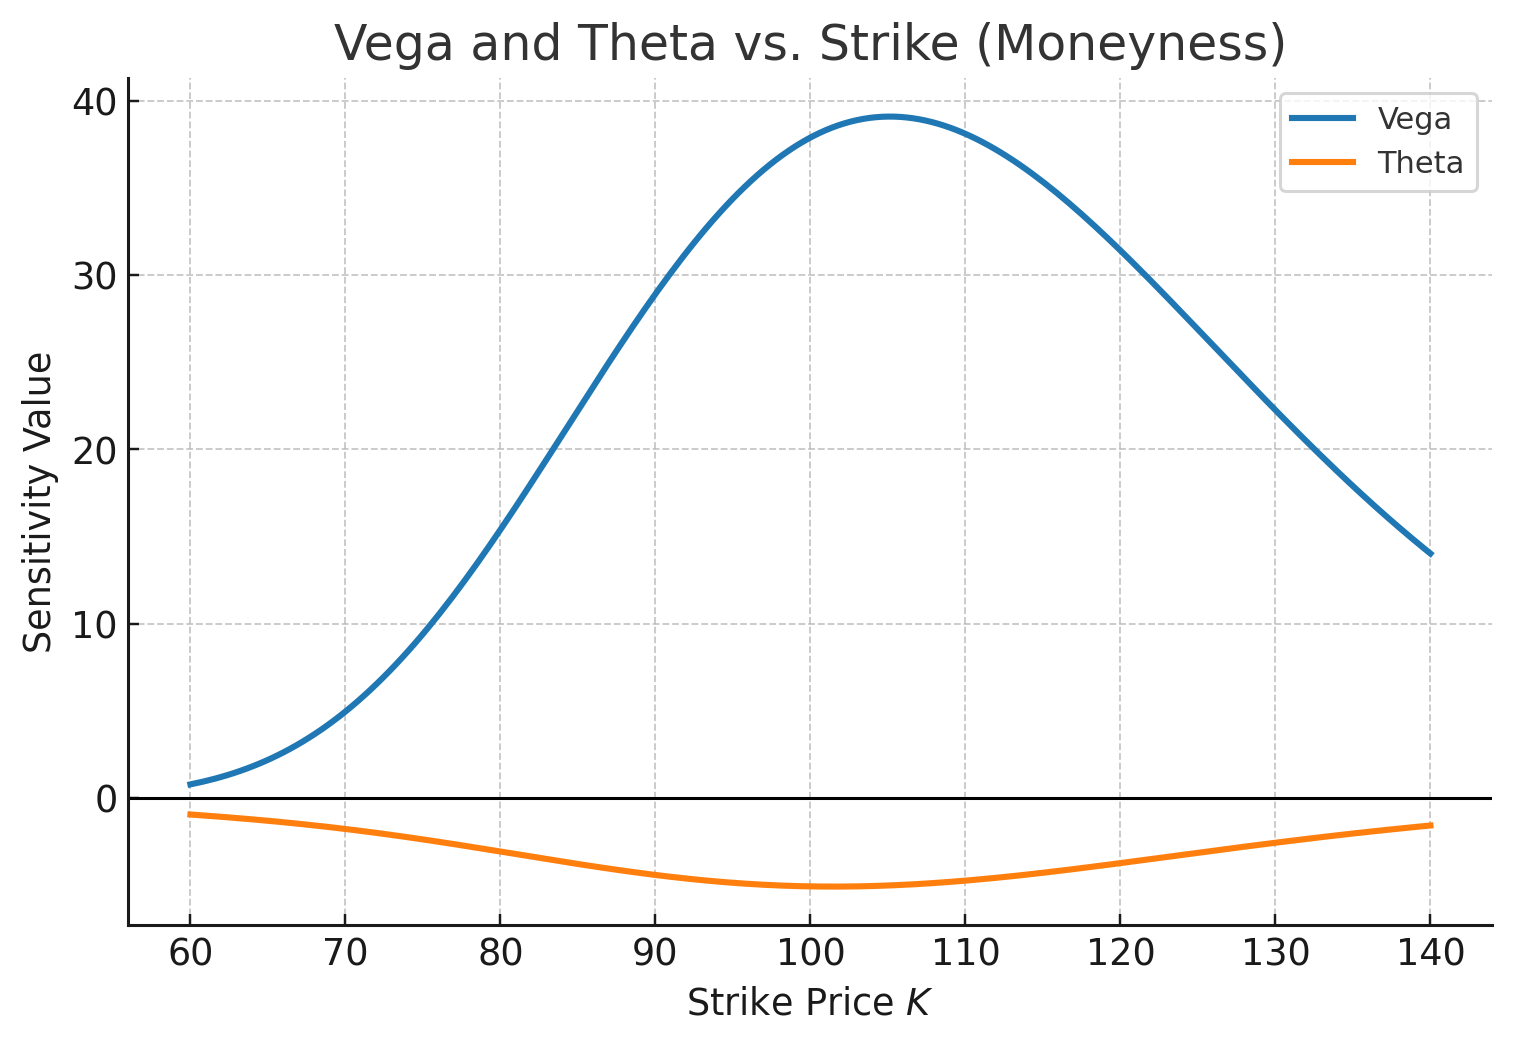 Vega and Theta vs. Strike (Moneyness)
Vega
Theta
Sensitivity Value
40
30
20
10
0
60 70 80 90 100 110 120 130 140
Strike Price K